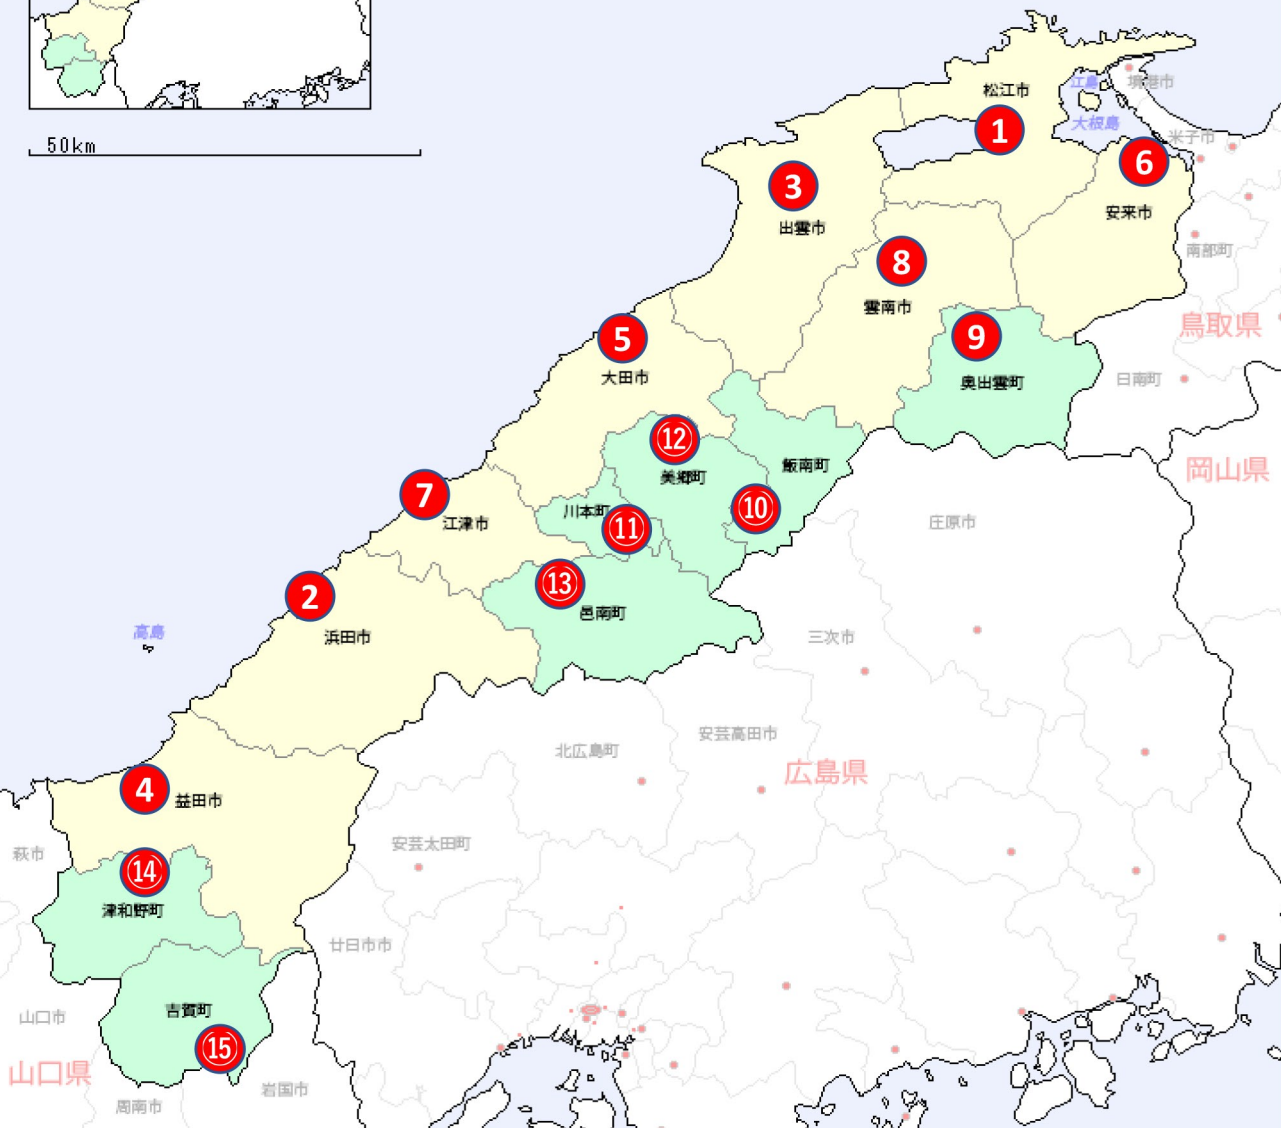 50km
松江市
1
江島
境港市
大根島
米子市
6
安来市
3
出雲市
南部町
8
雲南市
鳥取県
5
大田市
9
奥出雲町
日南町
12
美郷町
飯南町
岡山県
7
江津市
川本町
11
10
庄原市
13
邑南町
2
浜田市
高島
三次市
北広島町
安芸高田市
広島県
4
益田市
安芸太田町
萩市
14
津和野町
廿日市市
吉賀町
15
山口市
山口県
岩国市
周南市